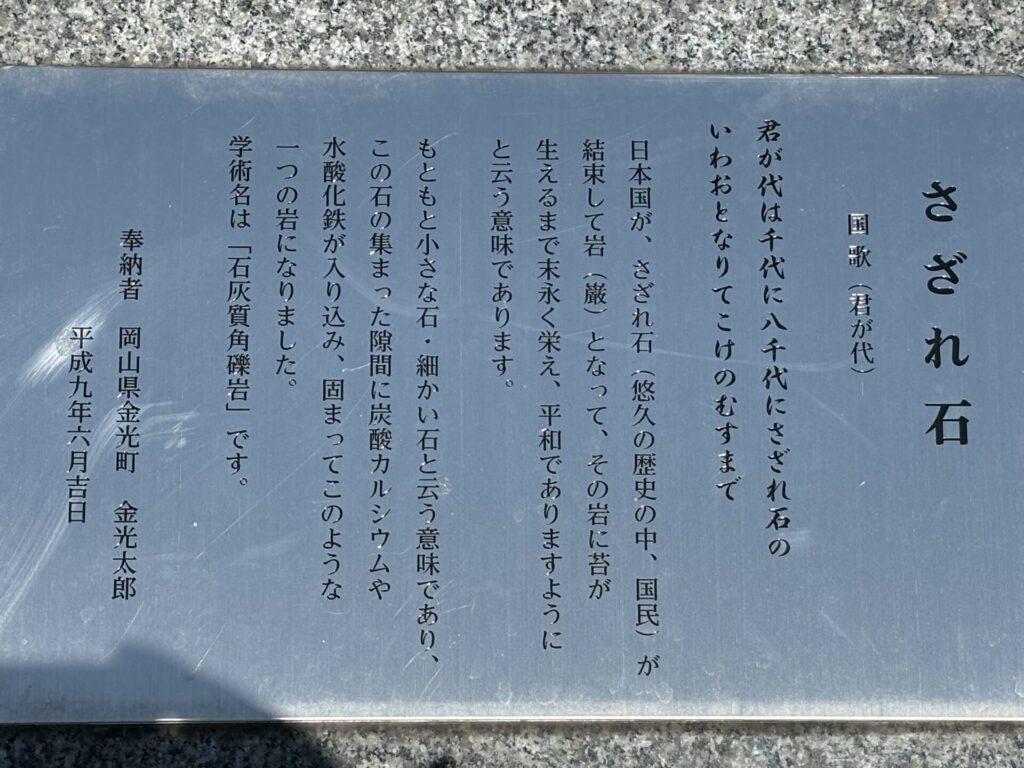 さざれ石
国歌（君が代）
君が代は千代に八千代にさざれ石の
いわおとなりてこけのむすまで
日本国が、さざれ石（悠久の歴史の中、国民）が
結束して岩（巌）となって、その岩に苔が
生えるまで末永く栄え、平和でありますように
と云う意味であります。
もともと小さな石・細かい石と云う意味であり、
この石の集まった隙間に炭酸カルシウムや
水酸化鉄が入り込み、固まってこのような
一つの岩になりました。
学術名は「石灰質角礫岩」です。
奉納者　岡山県金光町　金光太郎
平成九年六月吉日